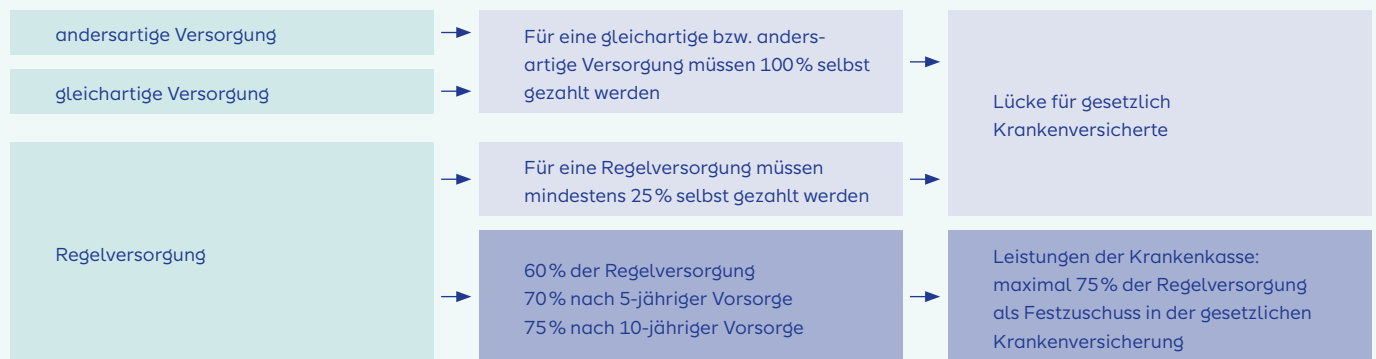 andersartige Versorgung
gleichartige Versorgung
Für eine gleichartige bzw. anders-
artige Versorgung müssen 100 % selbst
gezahlt werden
Lücke für gesetzlich
Krankenversicherte
Regelversorgung
Für eine Regelversorgung müssen
mindestens 25 % selbst gezahlt werden
60 % der Regelversorgung
70 % nach 5-jähriger Vorsorge
75 % nach 10-jähriger Vorsorge
Leistungen der Krankenkasse:
maximal 75 % der Regelversorgung
als Festzuschuss in der gesetzlichen
Krankenversicherung